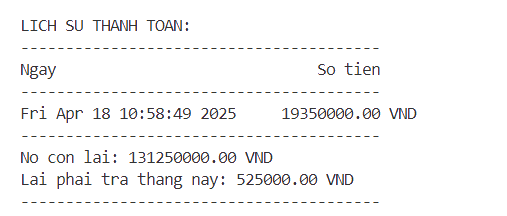 LICH SU THANH TOAN:
----------------------------------------
Ngay                             So tien
----------------------------------------
Fri Apr 18 10:58:49 2025     19350000.00 VND
----------------------------------------
No con lai: 131250000.00 VND
Lai phai tra thang nay: 525000.00 VND
----------------------------------------